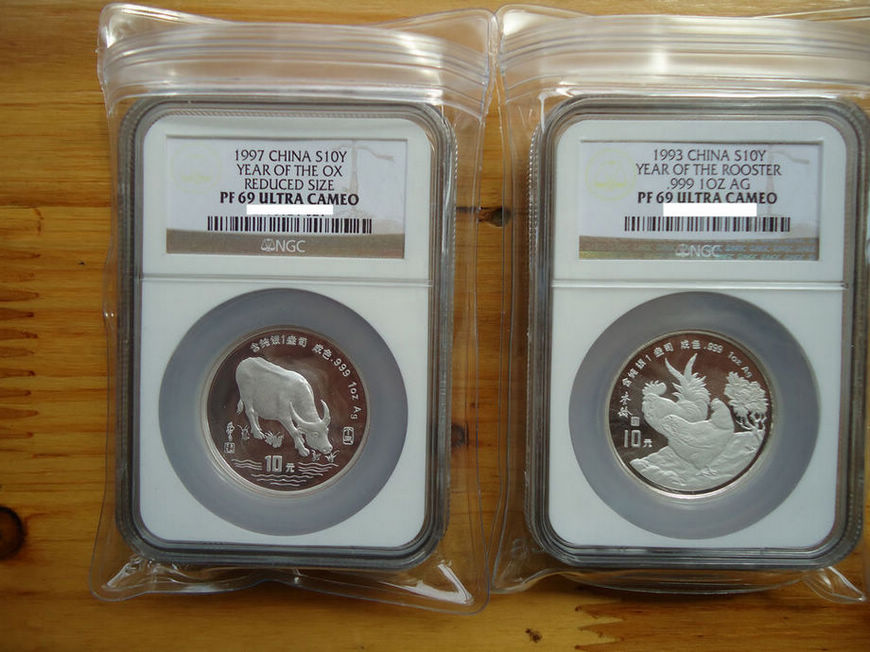 1997 CHINA S10Y
YEAR OF THE OX
REDUCED SIZE
PF 69 ULTRA CAMEO
NGC
含纯银1盎司 成色.999 1oz Ag
10元
1993 CHINA S10Y
YEAR OF THE ROOSTER
.999 1OZ AG
PF 69 ULTRA CAMEO
NGC
含纯银1盎司 成色.999 1oz Ag
10元